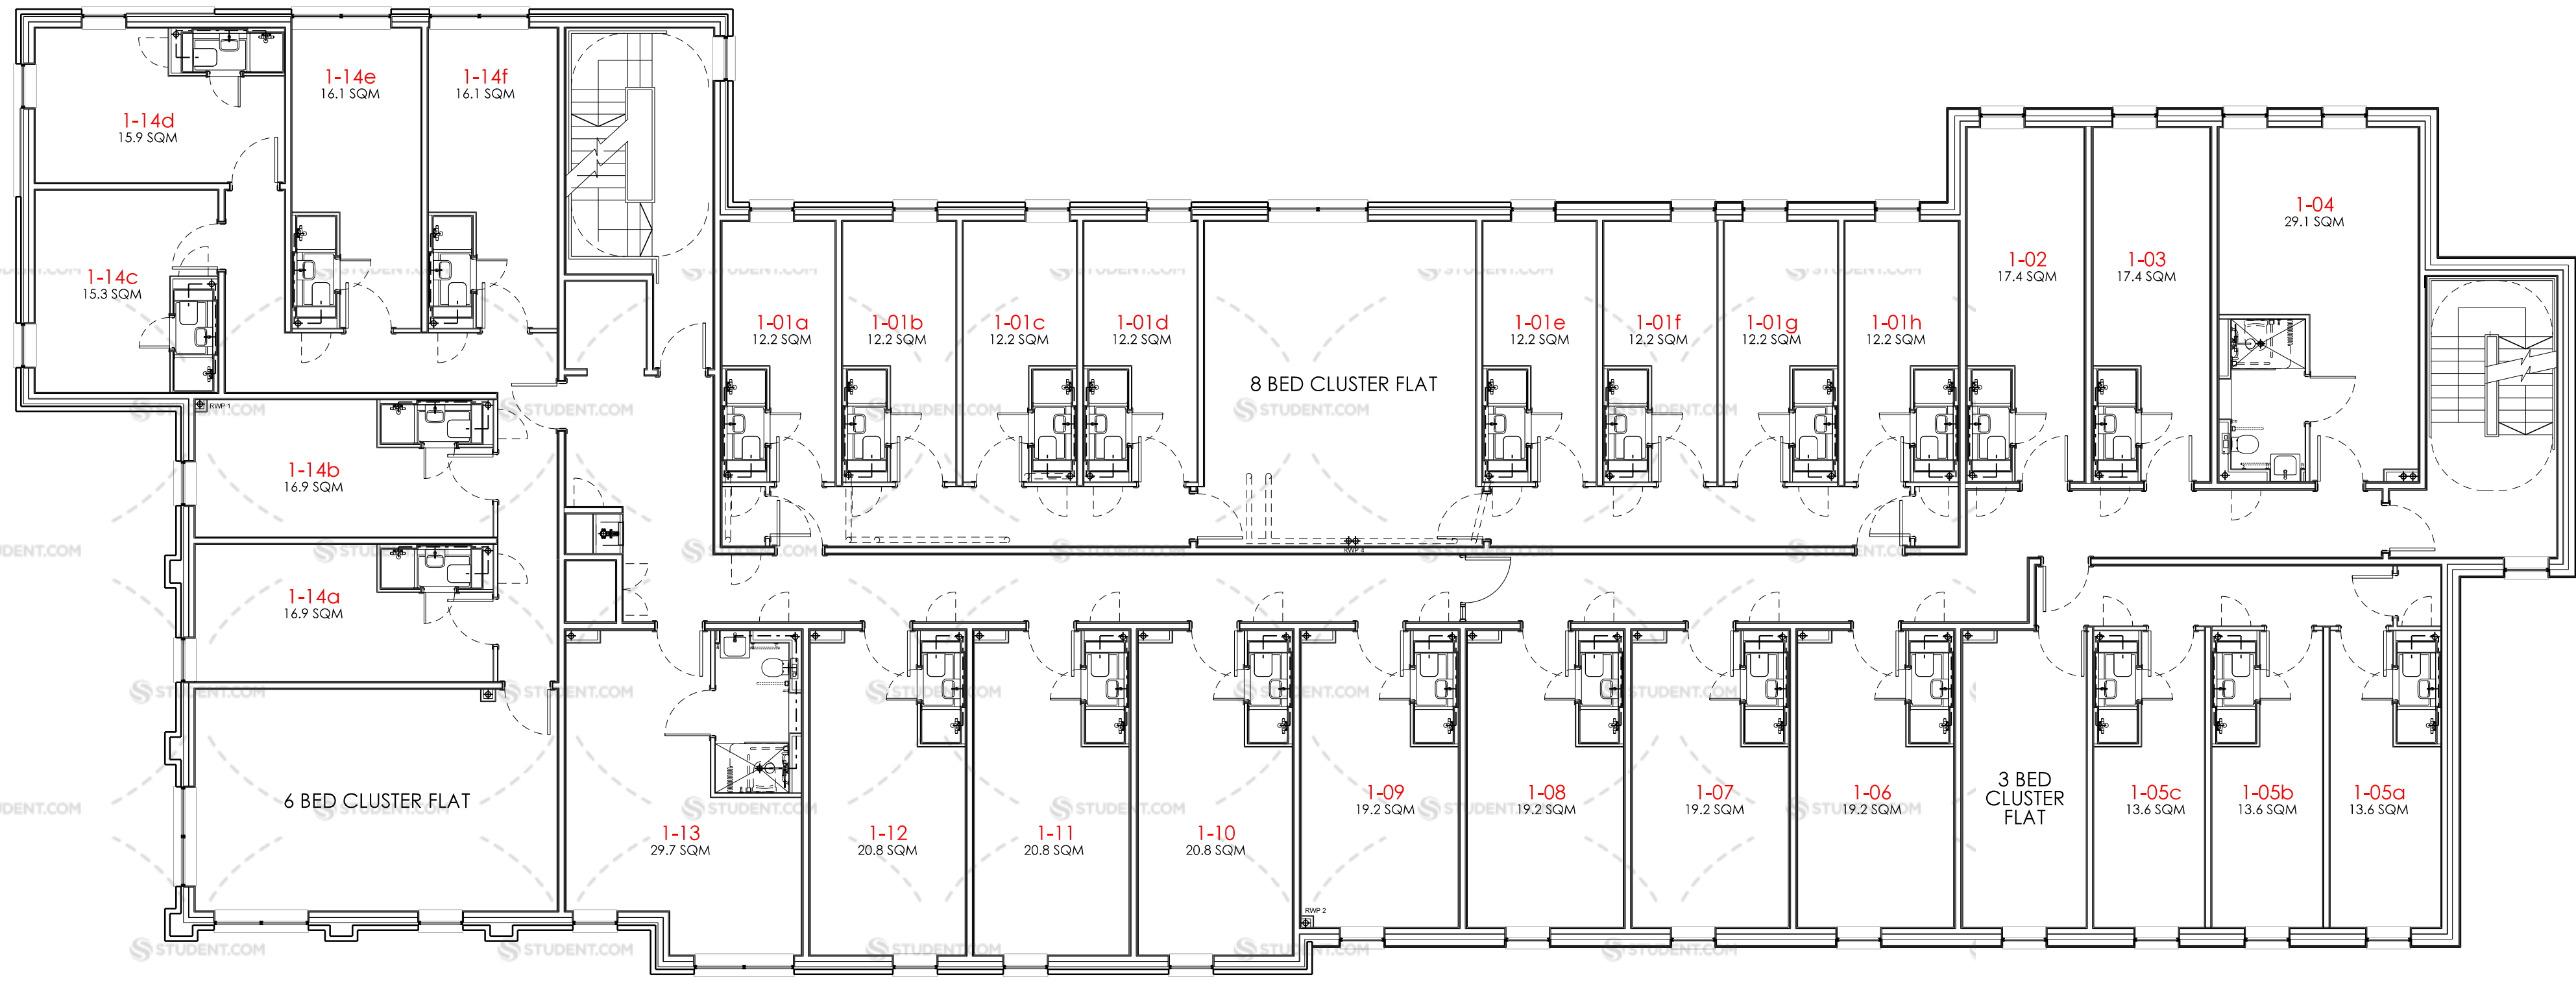 1-14e
16.1 SQM
1-14f
16.1 SQM
1-14d
15.9 SQM
1-04
29.1 SQM
1-02
17.4 SQM
1-03
17.4 SQM
1-14c
15.3 SQM
1-01a
12.2 SQM
1-01b
12.2 SQM
1-01c
12.2 SQM
1-01d
12.2 SQM
1-01e
12.2 SQM
1-01f
12.2 SQM
1-01g
12.2 SQM
1-01h
12.2 SQM
8 BED CLUSTER FLAT
RWP 1
1-14b
16.9 SQM
RWP 4
1-14a
16.9 SQM
6 BED CLUSTER FLAT
1-13
29.7 SQM
1-12
20.8 SQM
1-11
20.8 SQM
1-10
20.8 SQM
1-09
19.2 SQM
1-08
19.2 SQM
1-07
19.2 SQM
1-06
19.2 SQM
3 BED
CLUSTER
FLAT
1-05c
13.6 SQM
1-05b
13.6 SQM
1-05a
13.6 SQM
RWP 2
STUDENT.COM